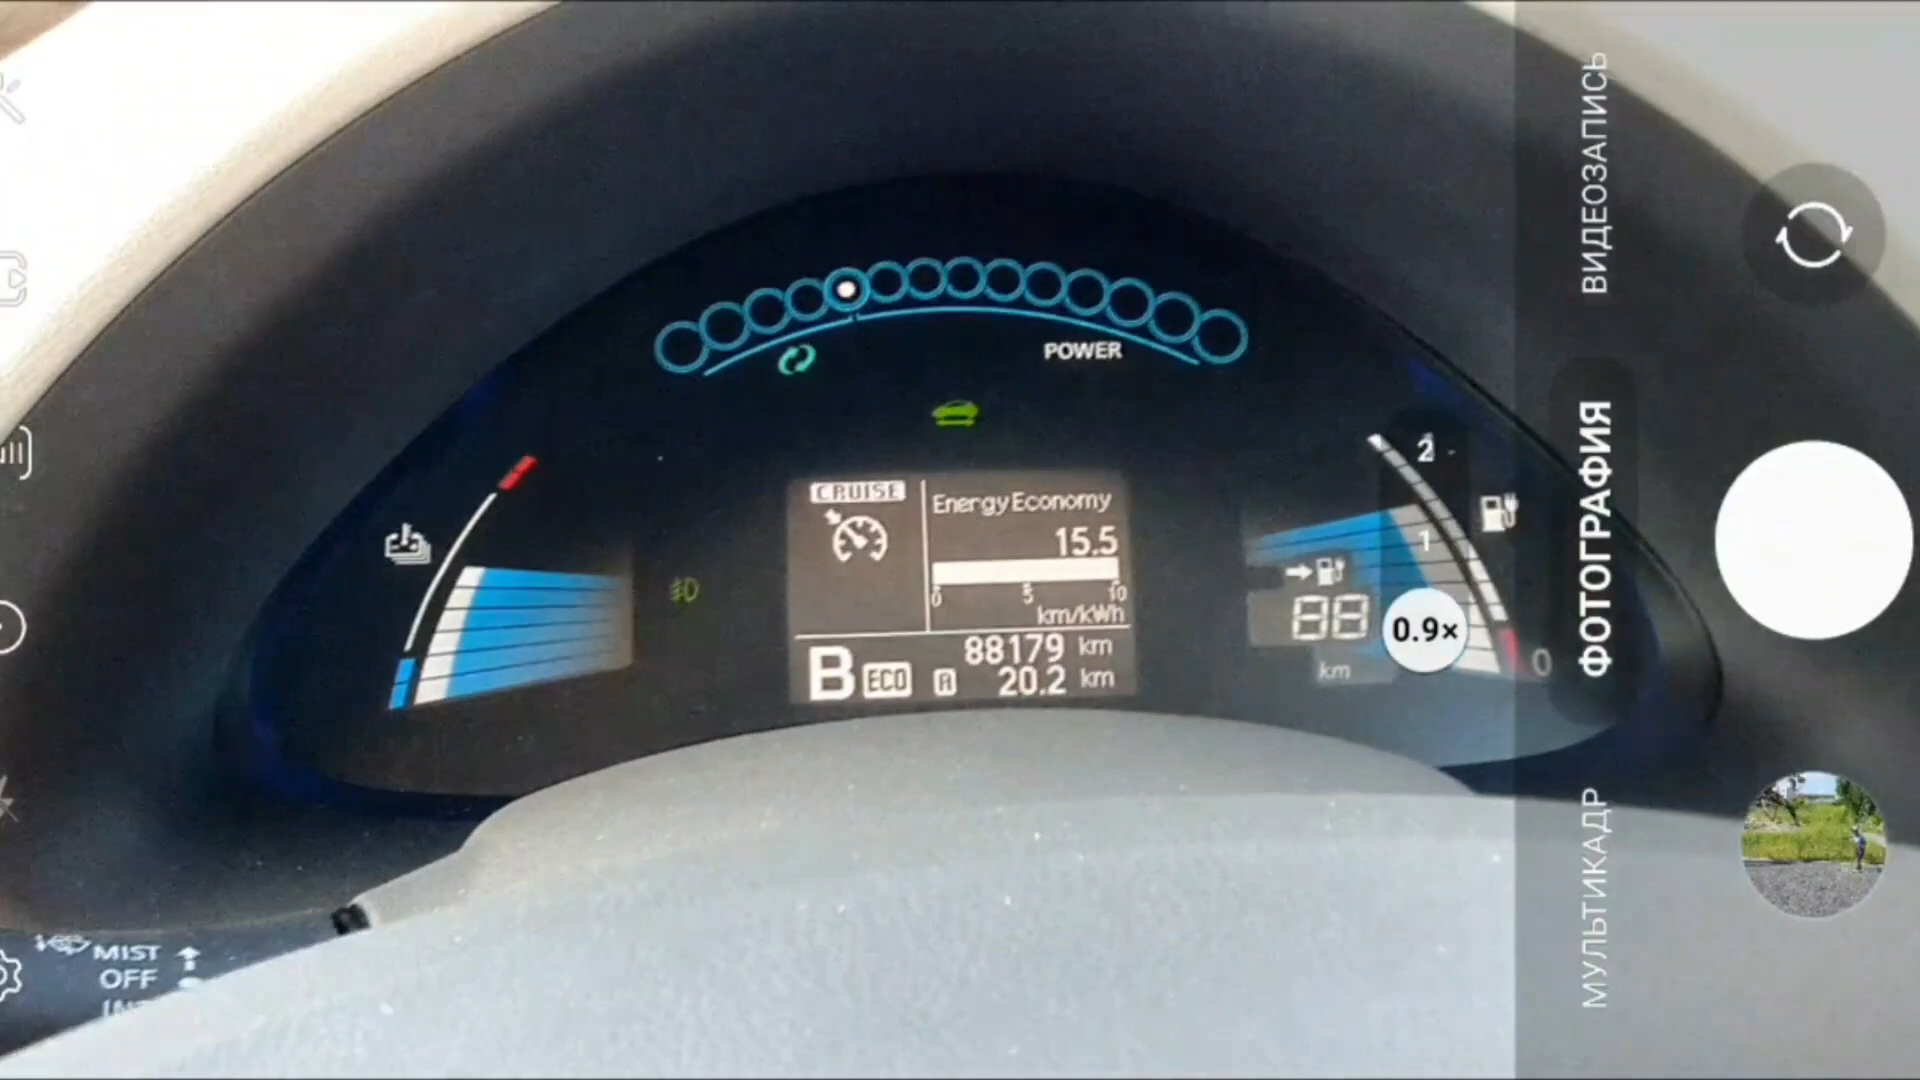 POWER
CRUISE
Energy Economy
15.5
0 5 10
km/kWh
88179 km
B ECO A 20.2 km
88
km
0
2
1
0.9×
MIST
OFF
ВИДЕОЗАПИСЬ
ФОТОГРАФИЯ
МУЛЬТИКАДР